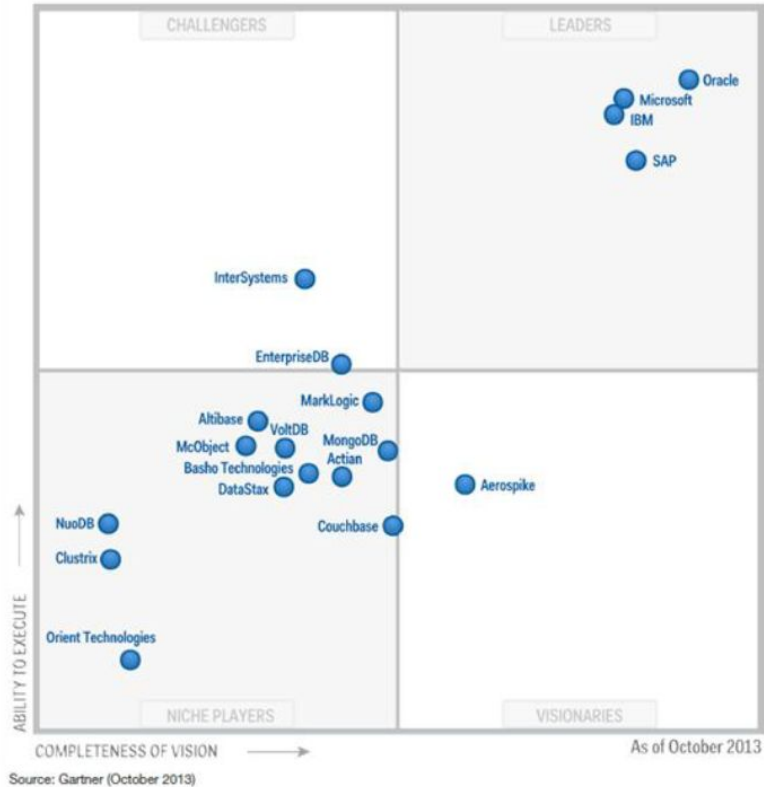 CHALLENGERS
LEADERS
Oracle
Microsoft
IBM
SAP
InterSystems
EnterpriseDB
MarkLogic
Altibase
VoltDB
McObject
MongoDB
Actian
Basho Technologies
DataStax
Aerospike
NuoDB
Couchbase
Clustrix
Orient Technologies
ABILITY TO EXECUTE
NICHE PLAYERS
VISIONARIES
COMPLETENESS OF VISION
As of October 2013
Source: Gartner (October 2013)